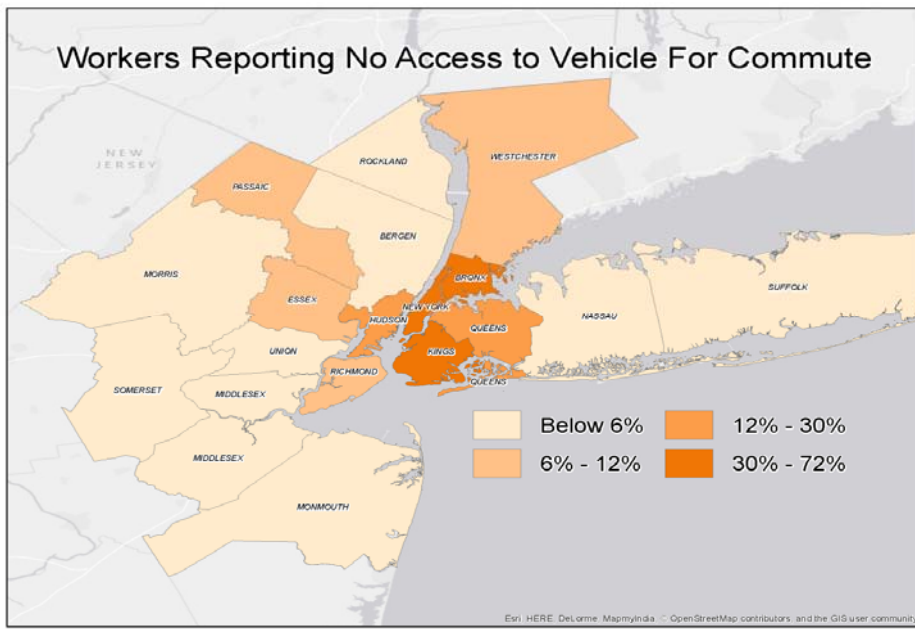 Workers Reporting No Access to Vehicle For Commute
NEW
JERSEY
ROCKLAND
WESTCHESTER
PASSAIC
BERGEN
MORRIS
BRONX
SUFFOLK
ESSEX
NEW YORK
HUDSON
NASSAU
QUEENS
UNION
KINGS
RICHMOND
QUEENS
SOMERSET
MIDDLESEX
MIDDLESEX
MONMOUTH
Below 6%
12% - 30%
6% - 12%
30% - 72%
Esri, HERE, DeLorme, MapmyIndia, © OpenStreetMap contributors, and the GIS user community